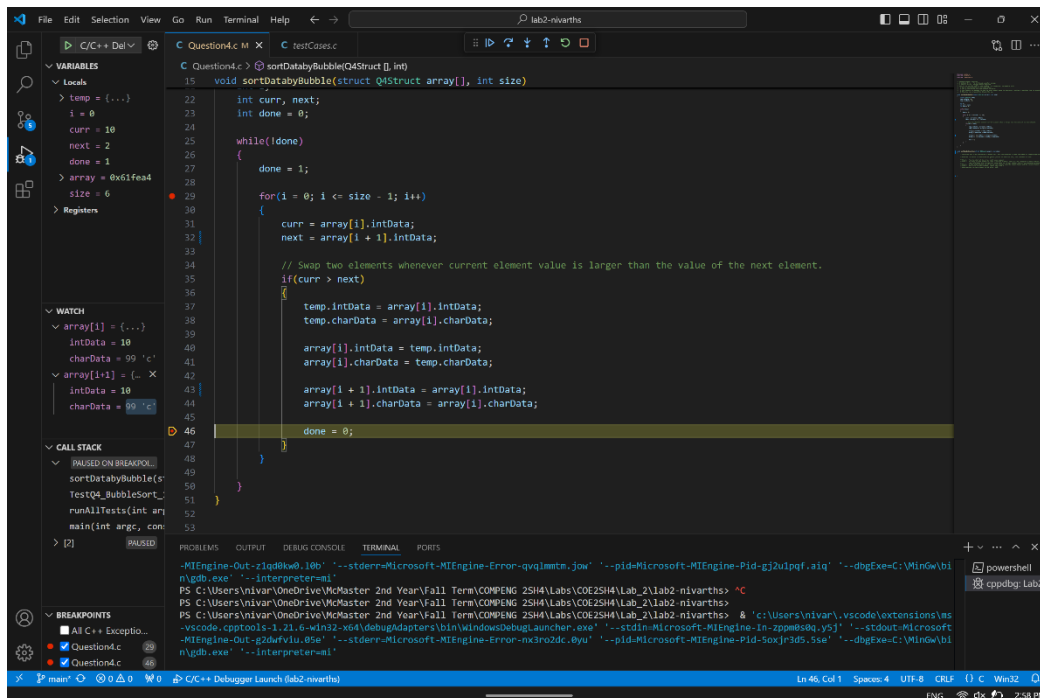 File Edit Selection View Go Run Terminal Help lab2-nivarths
C/C++ Del
C Question4.c M C testCases.c
VARIABLES
Locals
temp = {...}
i = 0
curr = 10
next = 2
done = 1
array = 0x61fea4
size = 6
Registers
WATCH
array[i] = {...}
intData = 10
charData = 99 'c'
array[i+1] = {...
intData = 10
charData = 99 'c'
CALL STACK
PAUSED ON BREAKPOI...
sortDatabyBubble(s
TestQ4_BubbleSort_
runAllTests(int ar
main(int argc, con
[2] PAUSED
BREAKPOINTS
All C++ Exceptio...
Question4.c 29
Question4.c 46
C Question4.c > sortDatabyBubble(Q4Struct [], int)
15 void sortDatabyBubble(struct Q4Struct array[], int size)
22 int curr, next;
23 int done = 0;
24
25 while(!done)
26 {
27 done = 1;
28
29 for(i = 0; i <= size - 1; i++)
30 {
31 curr = array[i].intData;
32 next = array[i + 1].intData;
33
34 // Swap two elements whenever current element value is larger than the value of the next element.
35 if(curr > next)
36 {
37 temp.intData = array[i].intData;
38 temp.charData = array[i].charData;
39
40 array[i].intData = temp.intData;
41 array[i].charData = temp.charData;
42
43 array[i + 1].intData = array[i].intData;
44 array[i + 1].charData = array[i].charData;
45
46 done = 0;
47 }
48 }
49
50 }
51 }
52
53
PROBLEMS OUTPUT DEBUG CONSOLE TERMINAL PORTS
-MIEngine-Out-z1qd0kw0.l0b' '--stderr=Microsoft-MIEngine-Error-qvqlmmtm.jow' '--pid=Microsoft-MIEngine-Pid-gj2u1pqf.aiq' '--dbgExe=C:\MinGw\bi
n\gdb.exe' '--interpreter=mi'
PS C:\Users\nivar\OneDrive\McMaster 2nd Year\Fall Term\COMPENG 2SH4\Labs\COE2SH4\Lab_2\lab2-nivarths> ^C
PS C:\Users\nivar\OneDrive\McMaster 2nd Year\Fall Term\COMPENG 2SH4\Labs\COE2SH4\Lab_2\lab2-nivarths>
PS C:\Users\nivar\OneDrive\McMaster 2nd Year\Fall Term\COMPENG 2SH4\Labs\COE2SH4\Lab_2\lab2-nivarths> & 'c:\Users\nivar\.vscode\extensions\ms
-vscode.cpptools-1.21.6-win32-x64\debugAdapters\bin\WindowsDebugLauncher.exe' '--stdin=Microsoft-MIEngine-In-zppm0s0q.y5j' '--stdout=Microsoft
-MIEngine-Out-g2dwfviu.05e' '--stderr=Microsoft-MIEngine-Error-nx3ro2dc.0yu' '--pid=Microsoft-MIEngine-Pid-5oxjr3d5.5se' '--dbgExe=C:\MinGw\bi
n\gdb.exe' '--interpreter=mi'
powershell
cppdbg: Lab2
main* 0 0 0 C/C++ Debugger Launch (lab2-nivarths) Ln 46, Col 1 Spaces: 4 UTF-8 CRLF {} C Win32
ENG 2:58 P